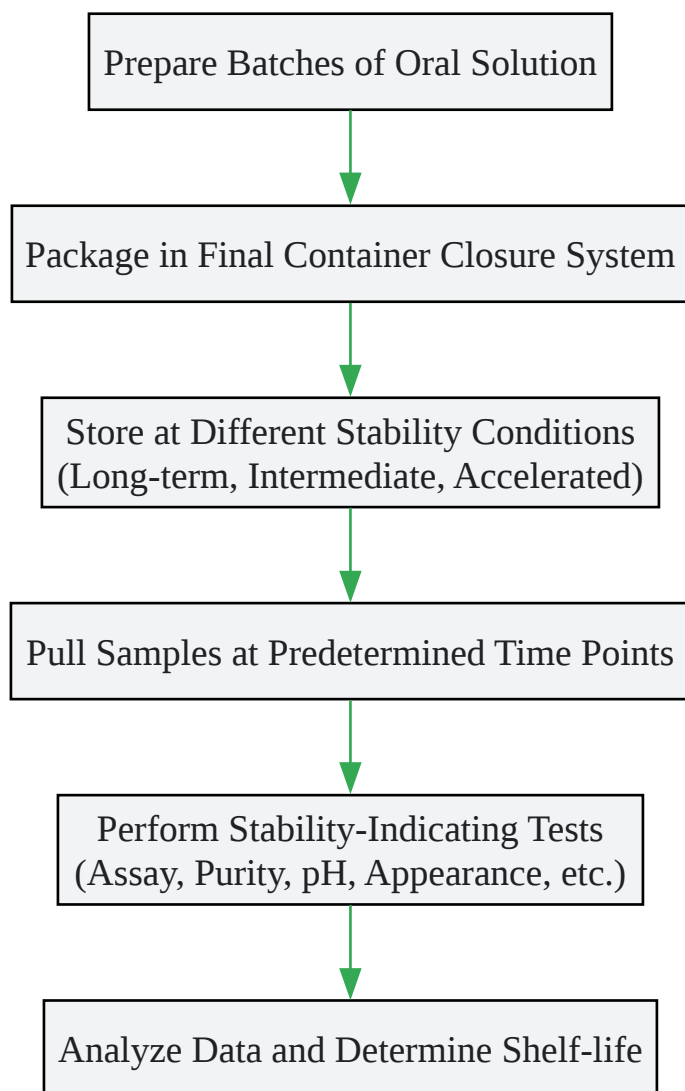 Prepare Batches of Oral Solution
Package in Final Container Closure System
Store at Different Stability Conditions
(Long-term, Intermediate, Accelerated)
Pull Samples at Predetermined Time Points
Perform Stability-Indicating Tests
(Assay, Purity, pH, Appearance, etc.)
Analyze Data and Determine Shelf-life